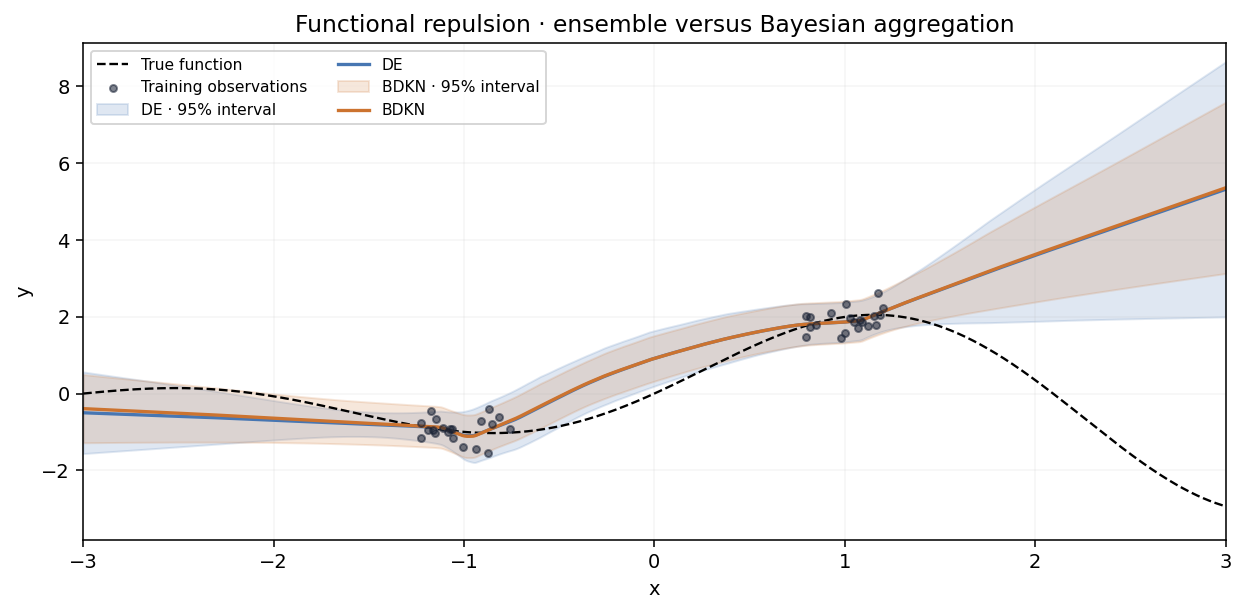 Functional repulsion · ensemble versus Bayesian aggregation
True function
Training observations
DE · 95% interval
DE
BDKN · 95% interval
BDKN
y
8
6
4
2
0
−2
−3
−2
−1
0
1
2
3
x